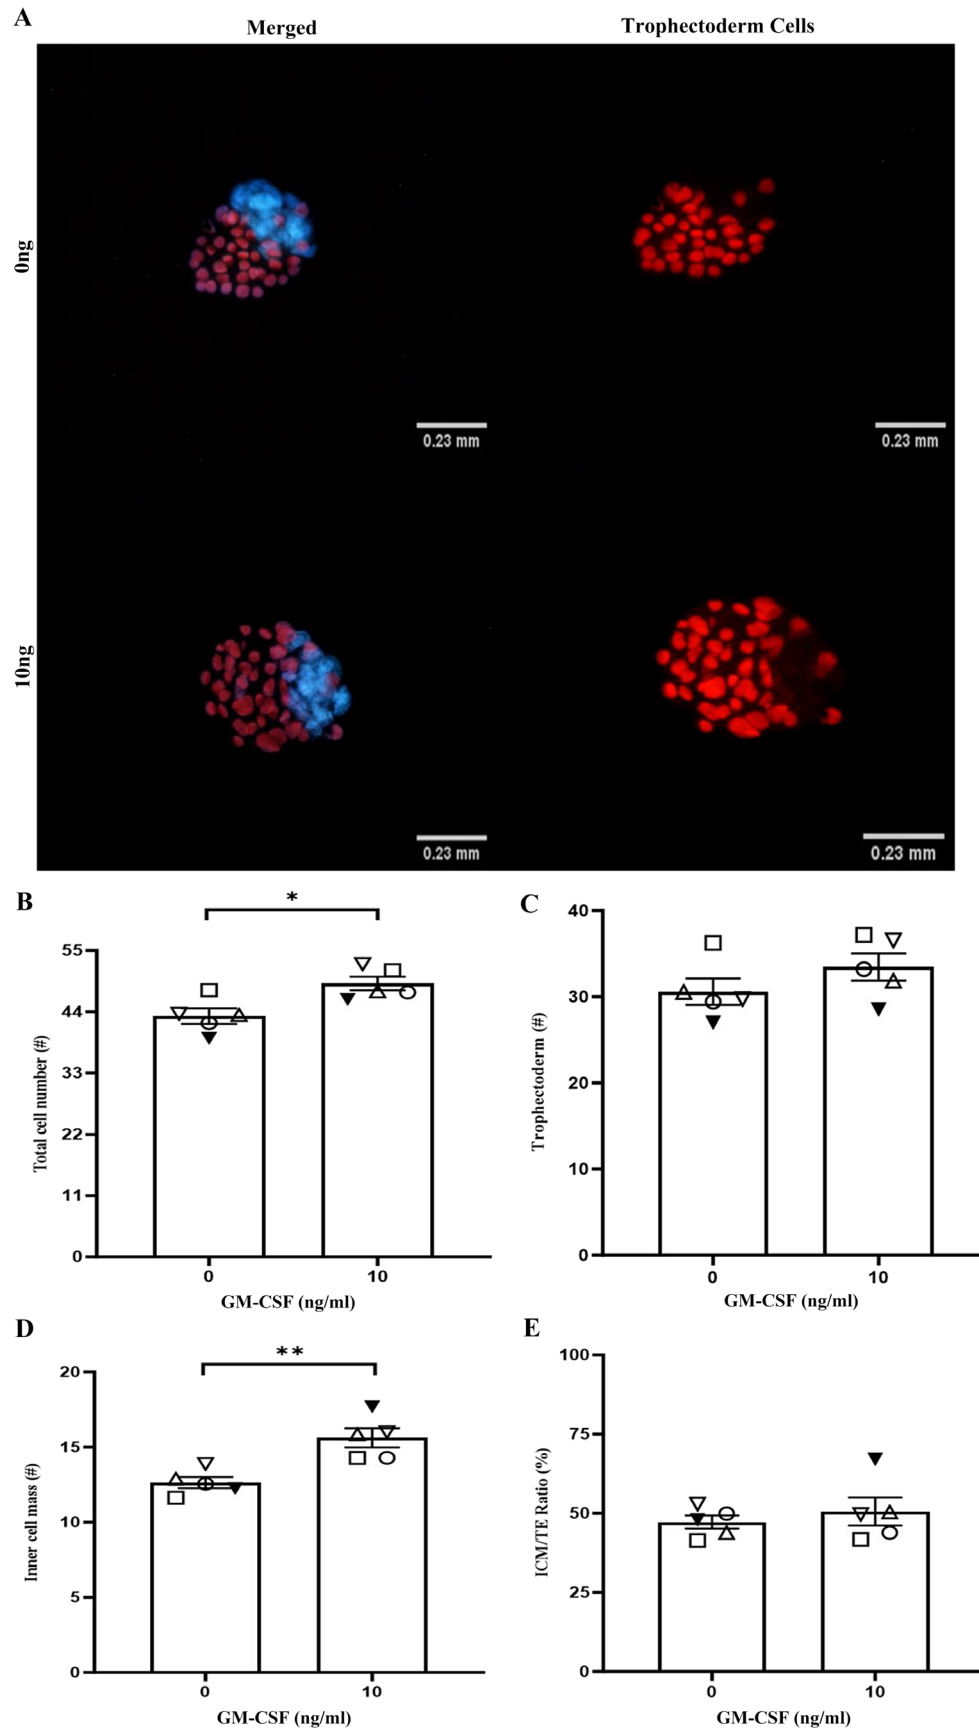 A
Merged
Trophectoderm Cells
0ng
0.23 mm
0.23 mm
10ng
0.23 mm
0.23 mm
B
*
Total cell number (#)
55
44
33
22
11
0
0
10
GM-CSF (ng/ml)
C
Trophectoderm (#)
40
30
20
10
0
0
10
GM-CSF (ng/ml)
D
**
Inner cell mass (#)
20
15
10
5
0
0
10
GM-CSF (ng/ml)
E
ICM/TE Ratio (%)
100
75
50
25
0
0
10
GM-CSF (ng/ml)